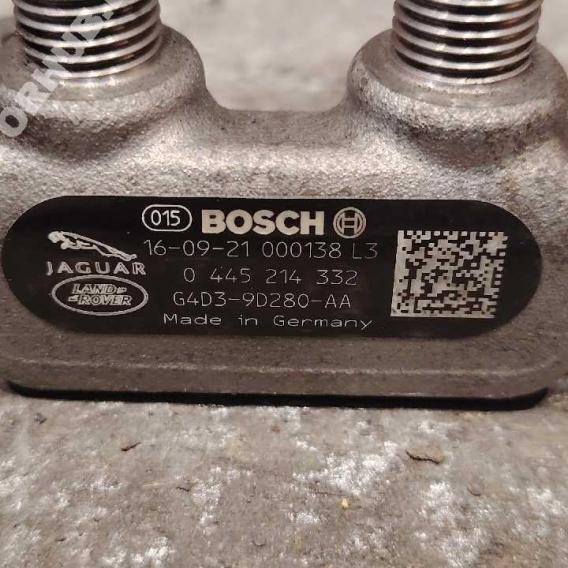 015 BOSCH
16-09-21 000138 L3
JAGUAR
0 445 214 332
LAND ROVER
G4D3-9D280-AA
Made in Germany